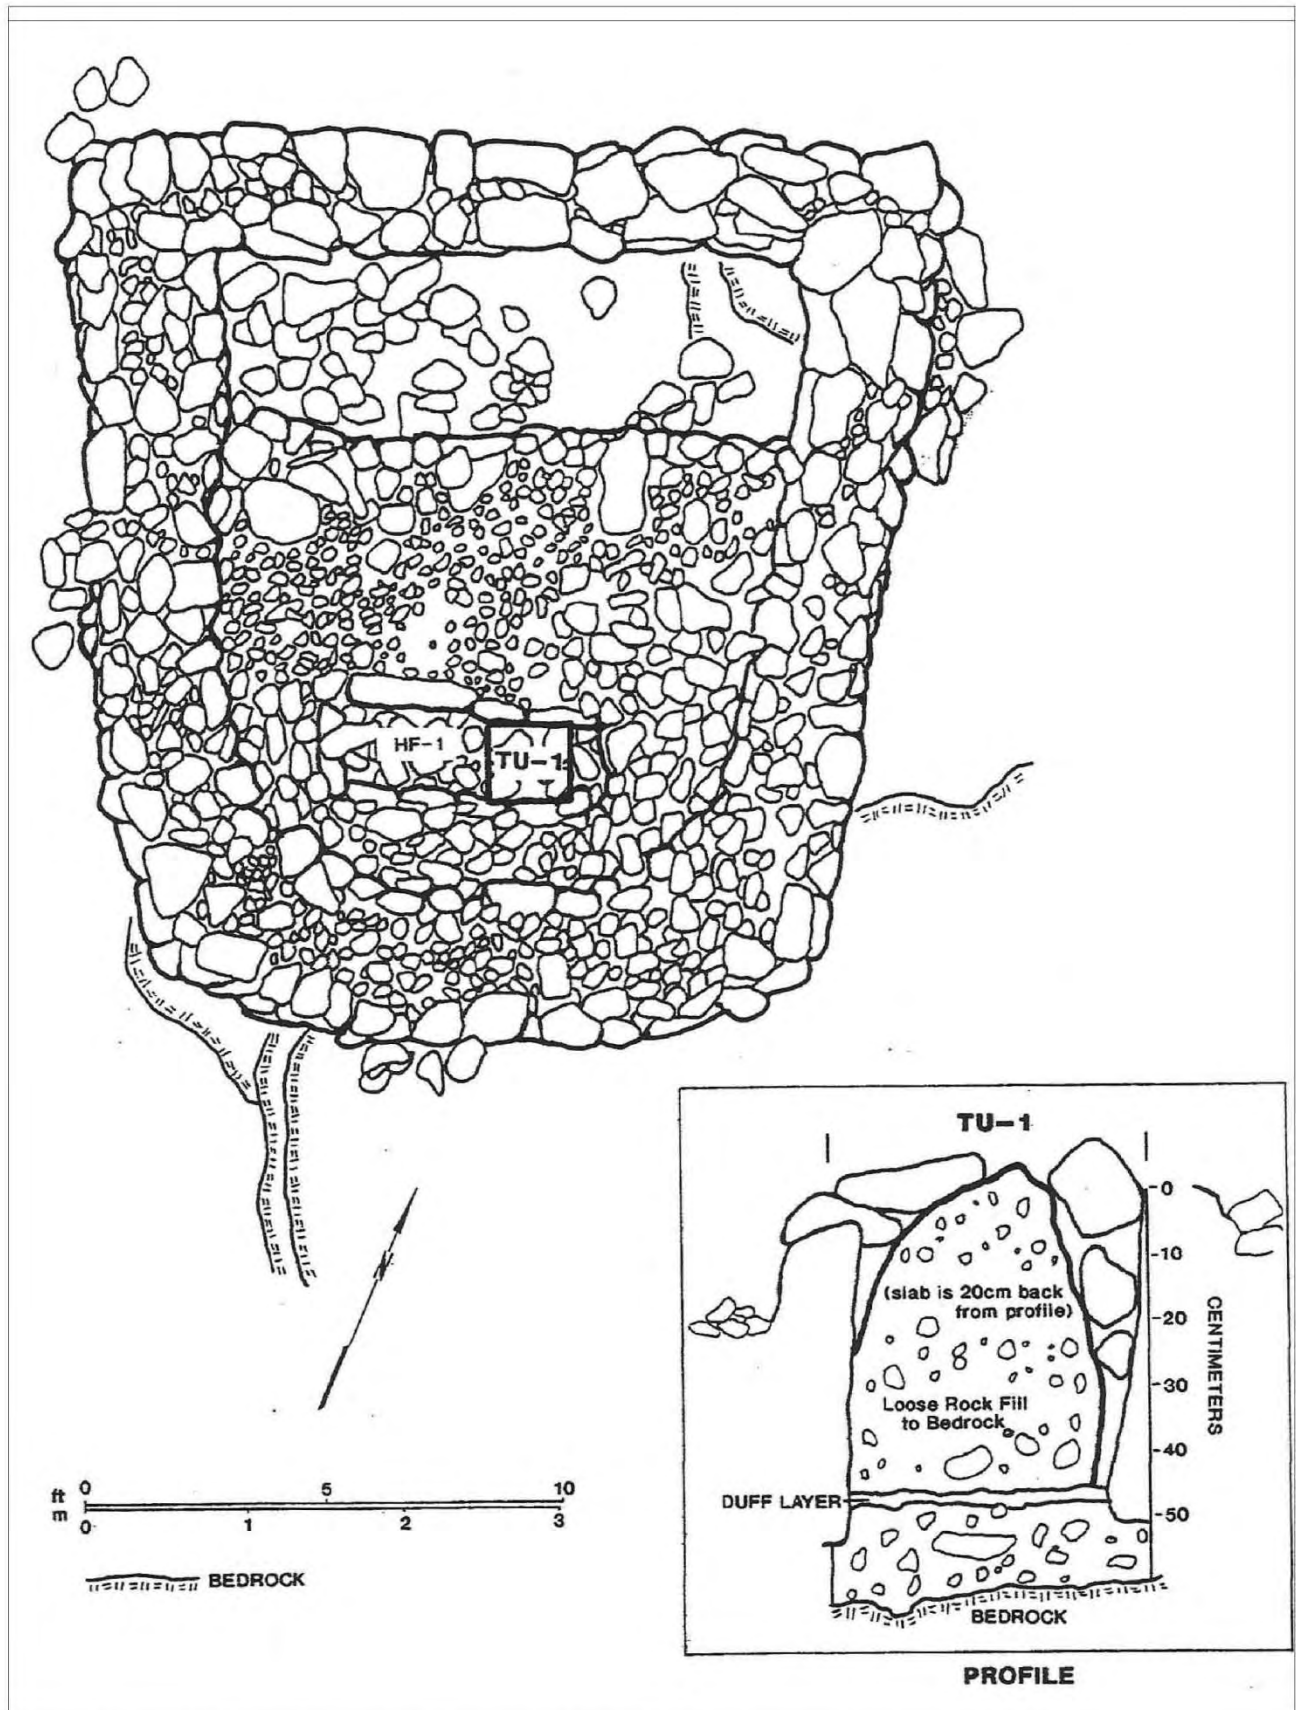 HF-1
TU-1
TU-1
0
-10
(slab is 20cm back
from profile)
-20
CENTIMETERS
-30
Loose Rock Fill
to Bedrock
-40
DUFF LAYER
-50
BEDROCK
PROFILE
ft 0 5 10
m 0 1 2 3
BEDROCK